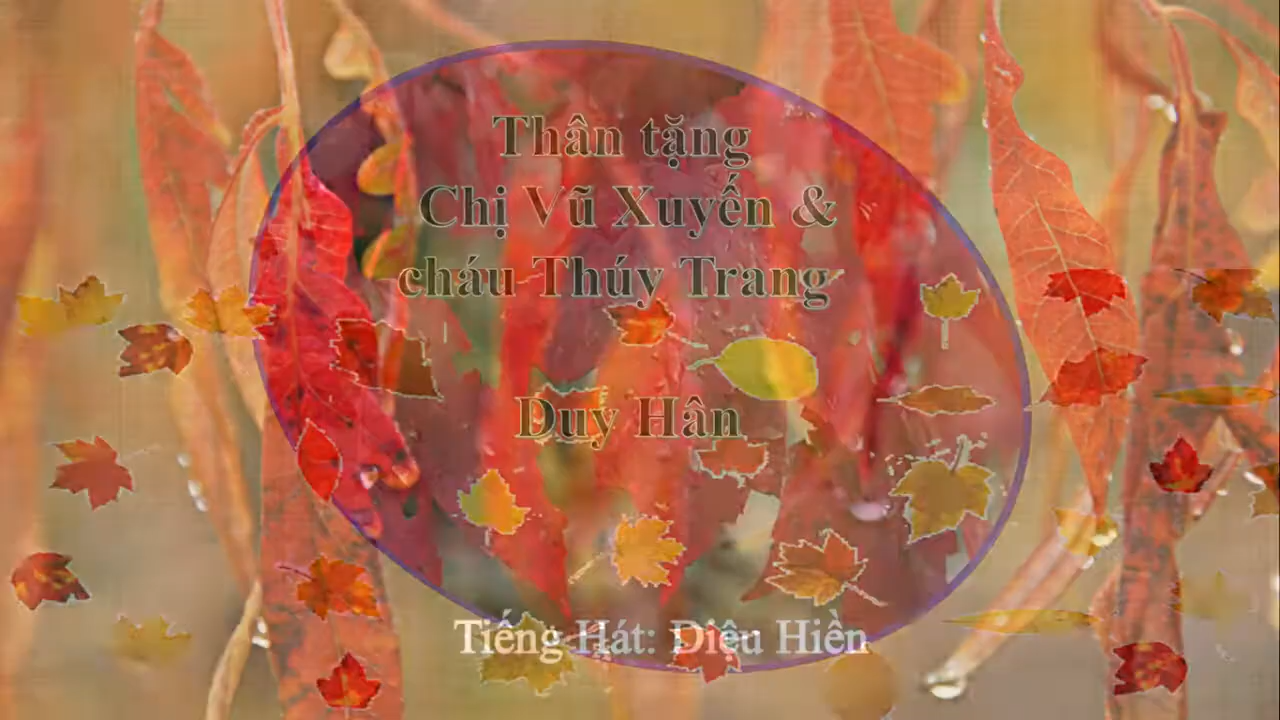 Thân tặng
Chị Vũ Xuyến &
cháu Thúy Trang
Duy Hân
Tiếng Hát: Diệu Hiền